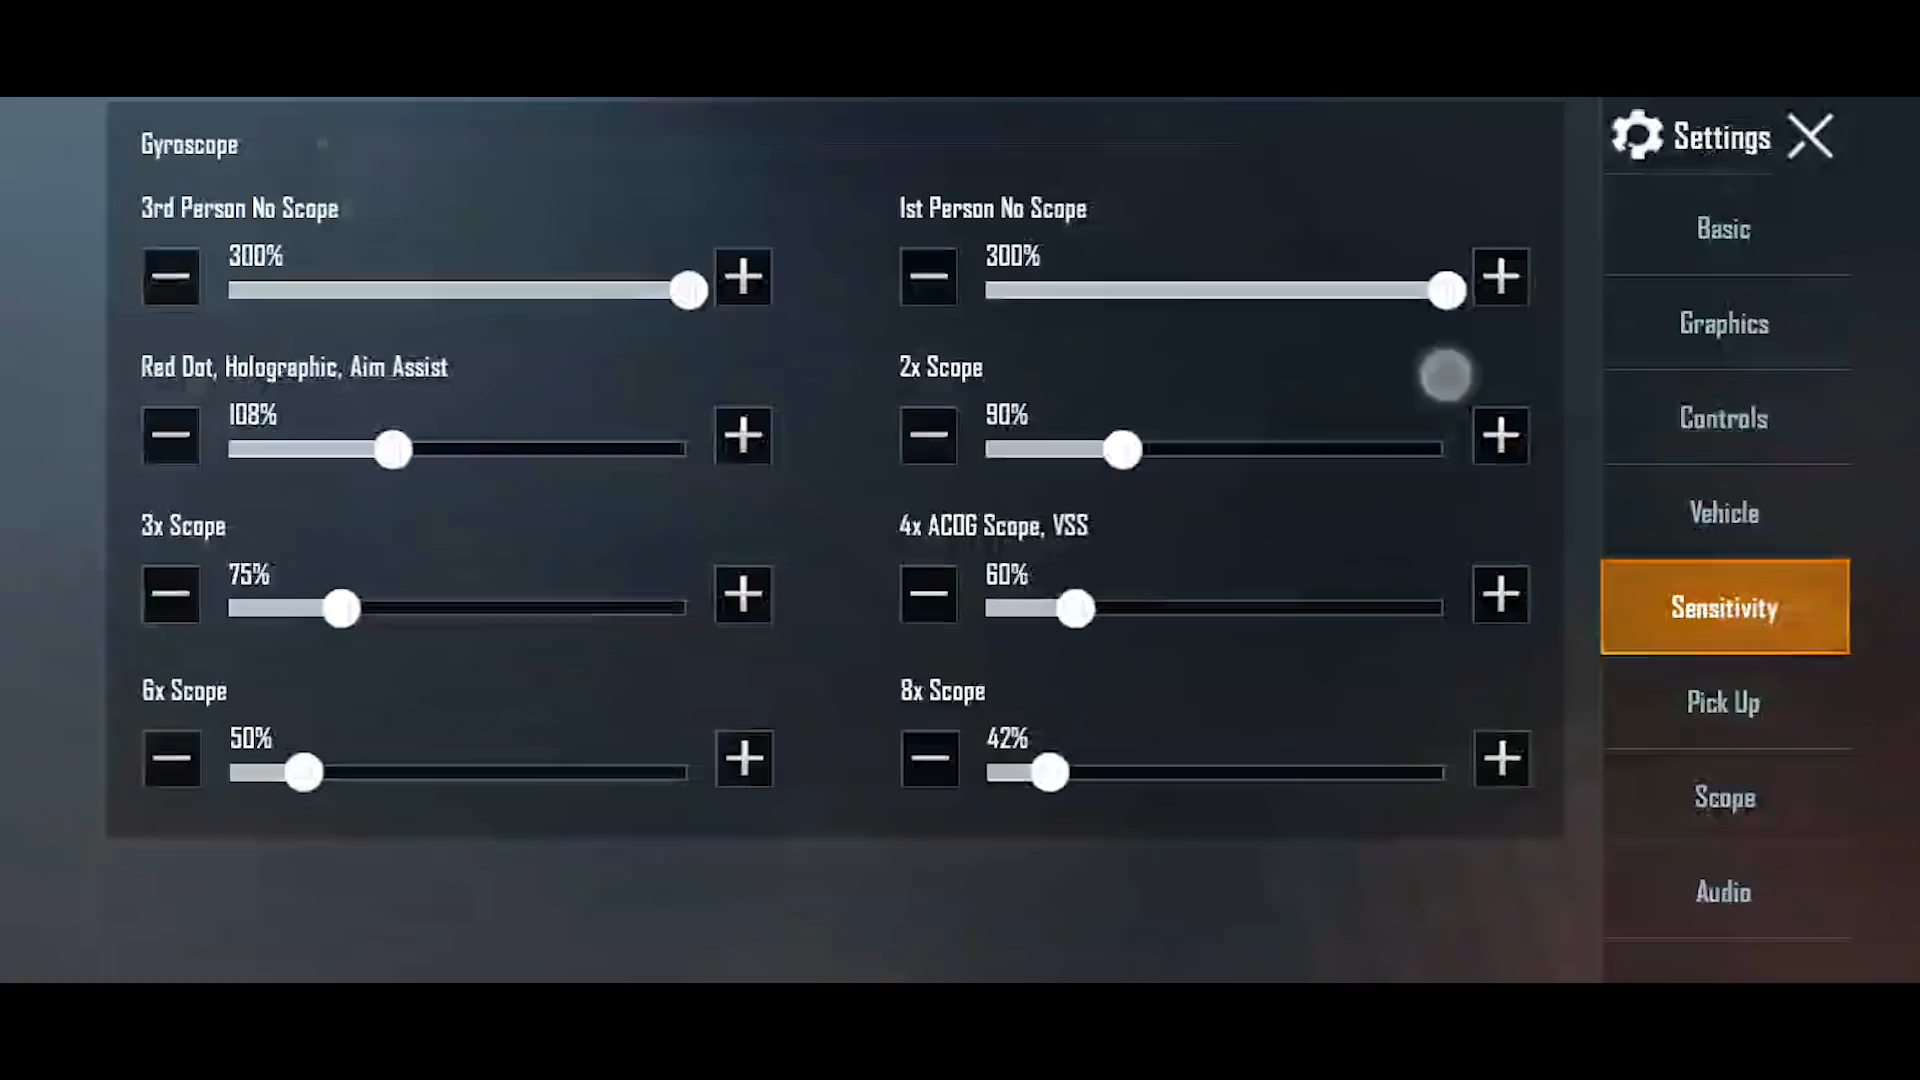 Gyroscope
3rd Person No Scope
300%
1st Person No Scope
300%
Red Dot, Holographic, Aim Assist
108%
2x Scope
90%
3x Scope
75%
4x ACOG Scope, VSS
60%
6x Scope
50%
8x Scope
42%
Settings
Basic
Graphics
Controls
Vehicle
Sensitivity
Pick Up
Scope
Audio